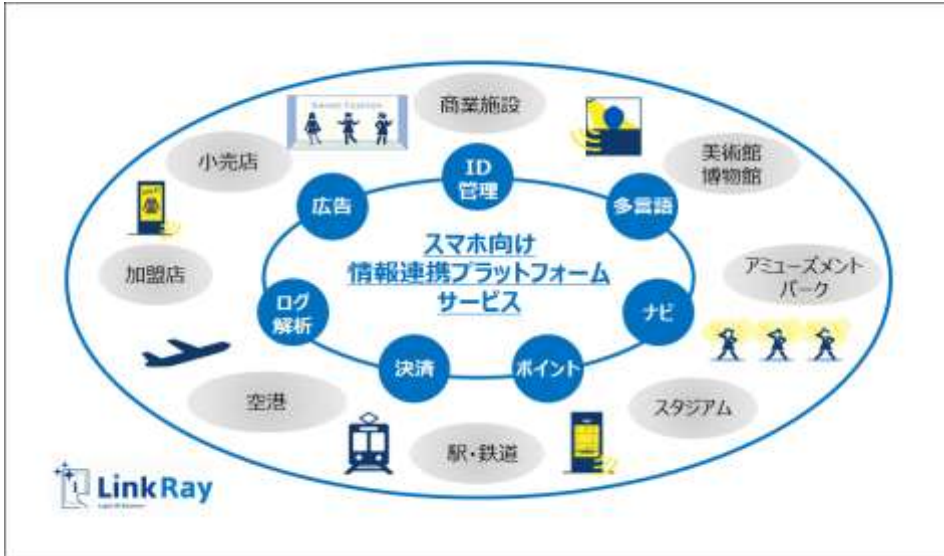 商業施設
小売店
美術館
博物館
ID
管理
広告
多言語
スマホ向け
情報連携プラットフォーム
サービス
加盟店
アミューズメント
パーク
ログ
解析
ナビ
決済
ポイント
空港
スタジアム
駅・鉄道
LinkRay